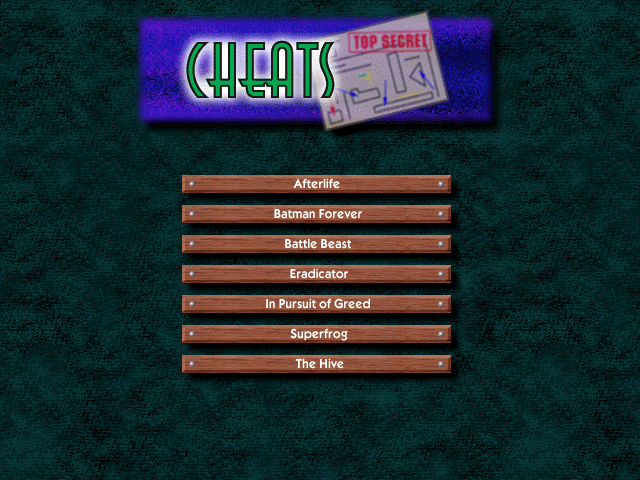 CHEATS
TOP SECRET
Afterlife
Batman Forever
Battle Beast
Eradicator
In Pursuit of Greed
Superfrog
The Hive